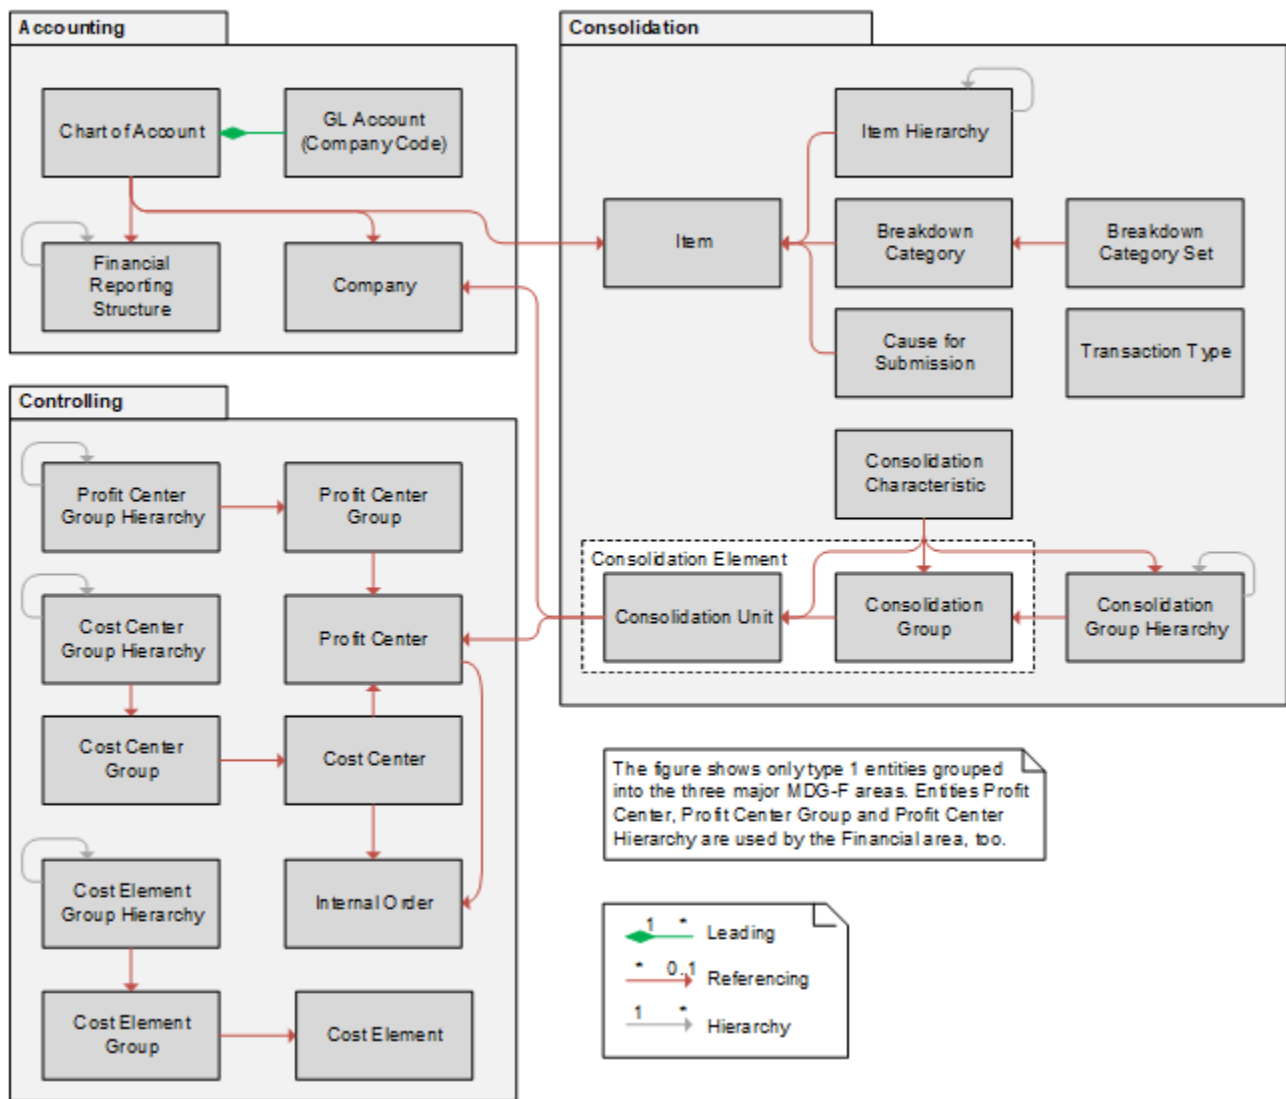 Accounting
Chart of Account
GL Account
(Company Code)
Financial
Reporting
Structure
Company
Consolidation
Item Hierarchy
Item
Breakdown
Category
Breakdown
Category Set
Cause for
Submission
Transaction Type
Consolidation
Characteristic
Consolidation Element
Consolidation Unit
Consolidation
Group
Consolidation
Group Hierarchy
Controlling
Profit Center
Group Hierarchy
Profit Center
Group
Cost Center
Group Hierarchy
Profit Center
Cost Center
Group
Cost Center
Cost Element
Group Hierarchy
Internal Order
Cost Element
Group
Cost Element
The figure shows only type 1 entities grouped
into the three major MDG-F areas. Entities Profit
Center, Profit Center Group and Profit Center
Hierarchy are used by the Financial area, too.
1 * Leading
* 0..1 Referencing
1 * Hierarchy